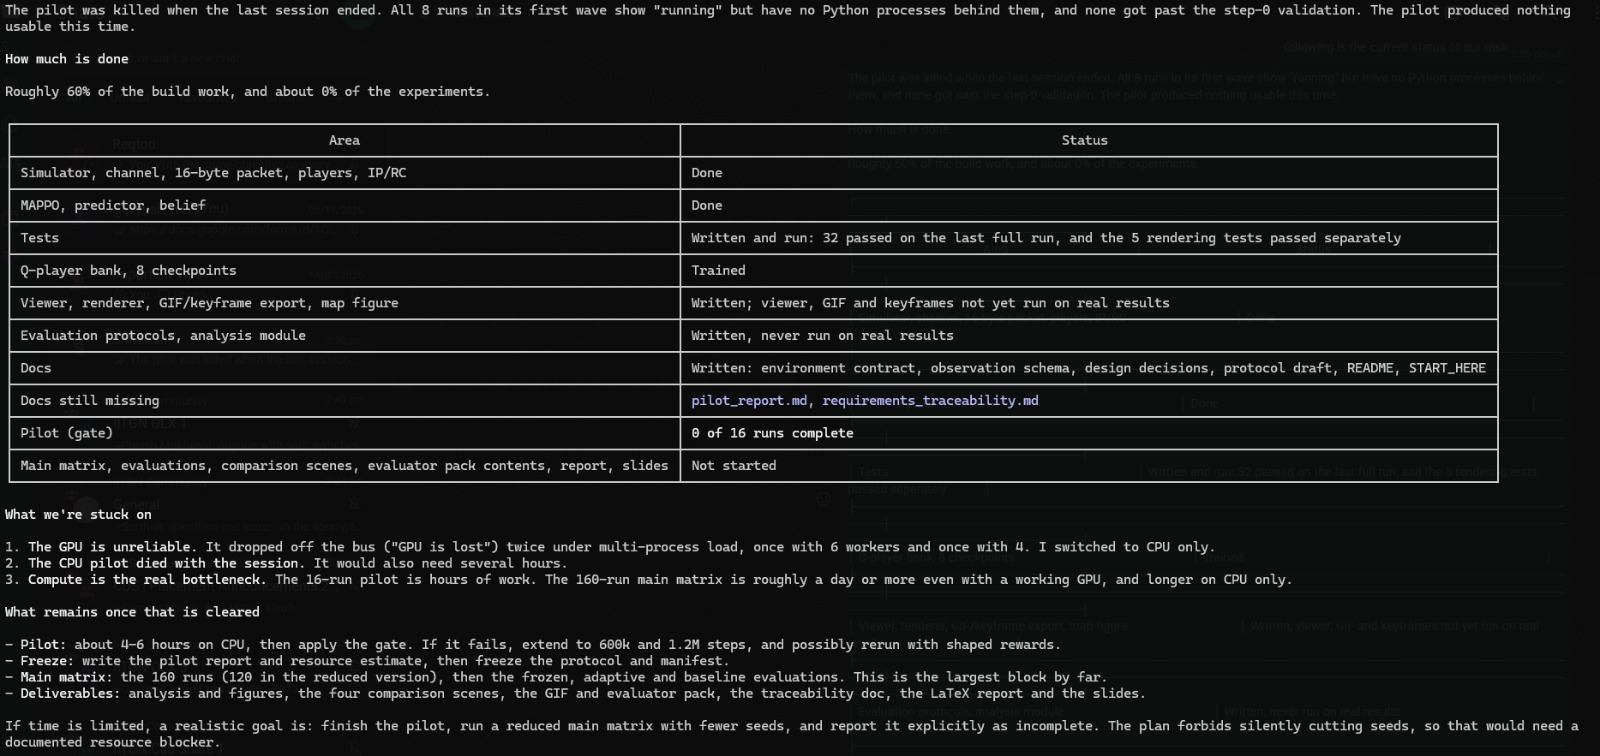 The pilot was killed when the last session ended. All 8 runs in its first wave show "running" but have no Python processes behind them, and none got past the step-0 validation. The pilot produced nothing
usable this time.
How much is done
Roughly 60% of the build work, and about 0% of the experiments.
Area Status
Simulator, channel, 16-byte packet, players, IP/RC Done
MAPPO, predictor, belief Done
Tests Written and run: 32 passed on the last full run, and the 5 rendering tests passed separately
Q-player bank, 8 checkpoints Trained
Viewer, renderer, GIF/keyframe export, map figure Written; viewer, GIF and keyframes not yet run on real results
Evaluation protocols, analysis module Written, never run on real results
Docs Written: environment contract, observation schema, design decisions, protocol draft, README, START_HERE
Docs still missing pilot_report.md, requirements_traceability.md
Pilot (gate) 0 of 16 runs complete
Main matrix, evaluations, comparison scenes, evaluator pack contents, report, slides Not started
What we're stuck on
1. The GPU is unreliable. It dropped off the bus ("GPU is lost") twice under multi-process load, once with 6 workers and once with 4. I switched to CPU only.
2. The CPU pilot died with the session. It would also need several hours.
3. Compute is the real bottleneck. The 16-run pilot is hours of work. The 160-run main matrix is roughly a day or more even with a working GPU, and longer on CPU only.
What remains once that is cleared
- Pilot: about 4-6 hours on CPU, then apply the gate. If it fails, extend to 600k and 1.2M steps, and possibly rerun with shaped rewards.
- Freeze: write the pilot report and resource estimate, then freeze the protocol and manifest.
- Main matrix: the 160 runs (120 in the reduced version), then the frozen, adaptive and baseline evaluations. This is the largest block by far.
- Deliverables: analysis and figures, the four comparison scenes, the GIF and evaluator pack, the traceability doc, the LaTeX report and the slides.
If time is limited, a realistic goal is: finish the pilot, run a reduced main matrix with fewer seeds, and report it explicitly as incomplete. The plan forbids silently cutting seeds, so that would need a
documented resource blocker.